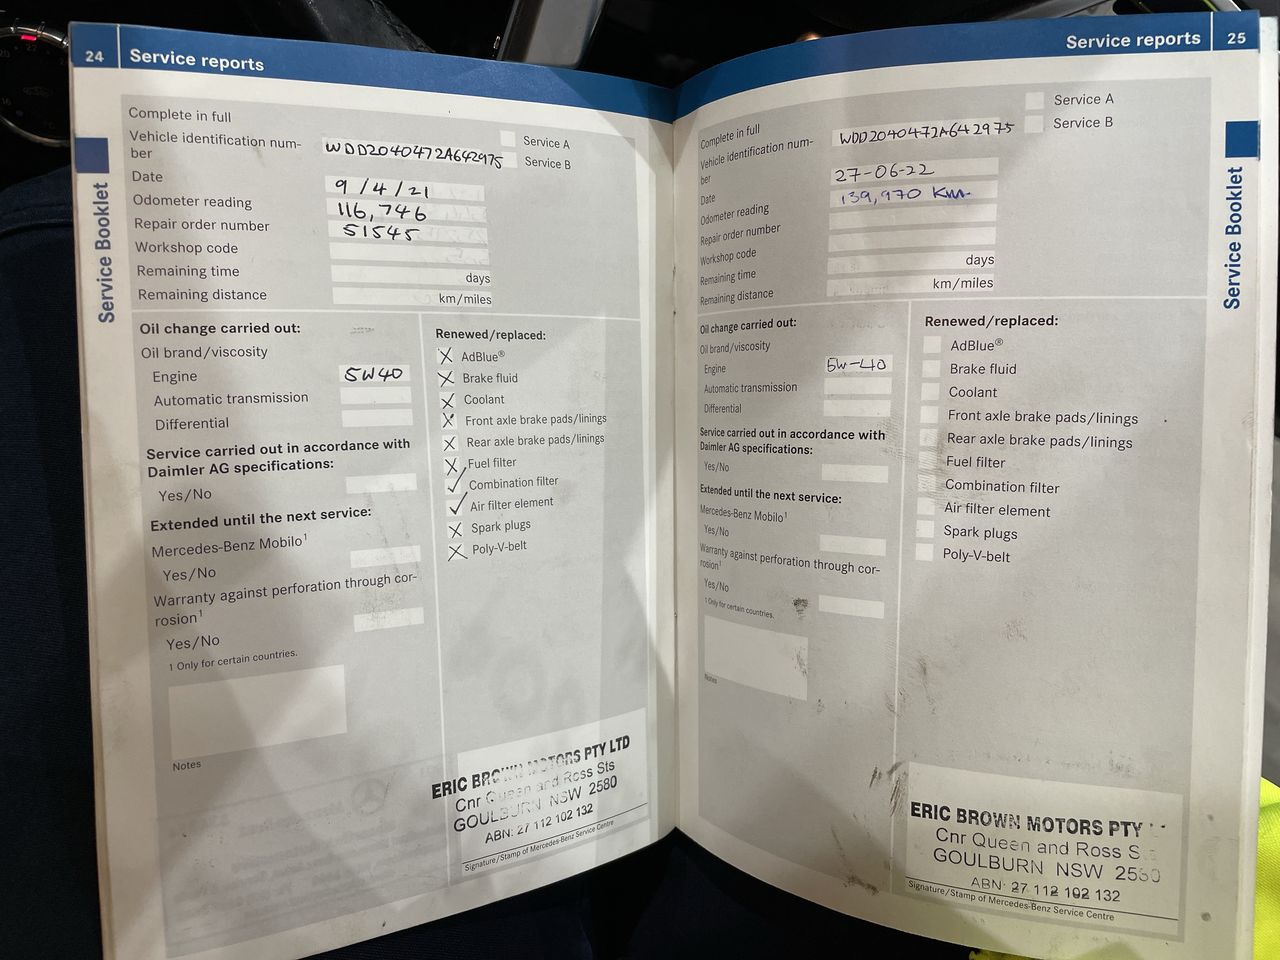 24 Service reports
Complete in full
Vehicle identification num-
ber
WDD2040472A642975
Service A
Service B
Date
9/4/21
Odometer reading
116,746
Repair order number
51545
Workshop code
Remaining time
days
Remaining distance
km/miles
Service Booklet
Oil change carried out:
Oil brand/viscosity
Engine
5W40
Automatic transmission
Differential
Service carried out in accordance with
Daimler AG specifications:
Yes/No
Extended until the next service:
Mercedes-Benz Mobilo1
Yes/No
Warranty against perforation through cor-
rosion1
Yes/No
1 Only for certain countries.
Notes
Renewed/replaced:
AdBlue®
Brake fluid
Coolant
Front axle brake pads/linings
Rear axle brake pads/linings
Fuel filter
Combination filter
Air filter element
Spark plugs
Poly-V-belt
ERIC BROWN MOTORS PTY LTD
Cnr Queen and Ross Sts
GOULBURN NSW 2580
ABN: 27 112 102 132
Signature/Stamp of Mercedes-Benz Service Centre
Service reports 25
Complete in full
Vehicle identification num-
ber
WDD2040472A642975
Service A
Service B
Date
27-06-22
Odometer reading
139,970 Km
Repair order number
Workshop code
Remaining time
days
Remaining distance
km/miles
Service Booklet
Oil change carried out:
Oil brand/viscosity
Engine
5W-40
Automatic transmission
Differential
Service carried out in accordance with
Daimler AG specifications:
Yes/No
Extended until the next service:
Mercedes-Benz Mobilo1
Yes/No
Warranty against perforation through cor-
rosion1
Yes/No
1 Only for certain countries.
Notes
Renewed/replaced:
AdBlue®
Brake fluid
Coolant
Front axle brake pads/linings
Rear axle brake pads/linings
Fuel filter
Combination filter
Air filter element
Spark plugs
Poly-V-belt
ERIC BROWN MOTORS PTY
Cnr Queen and Ross
GOULBURN NSW 2580
ABN: 27 112 102 132
Signature/Stamp of Mercedes-Benz Service Centre